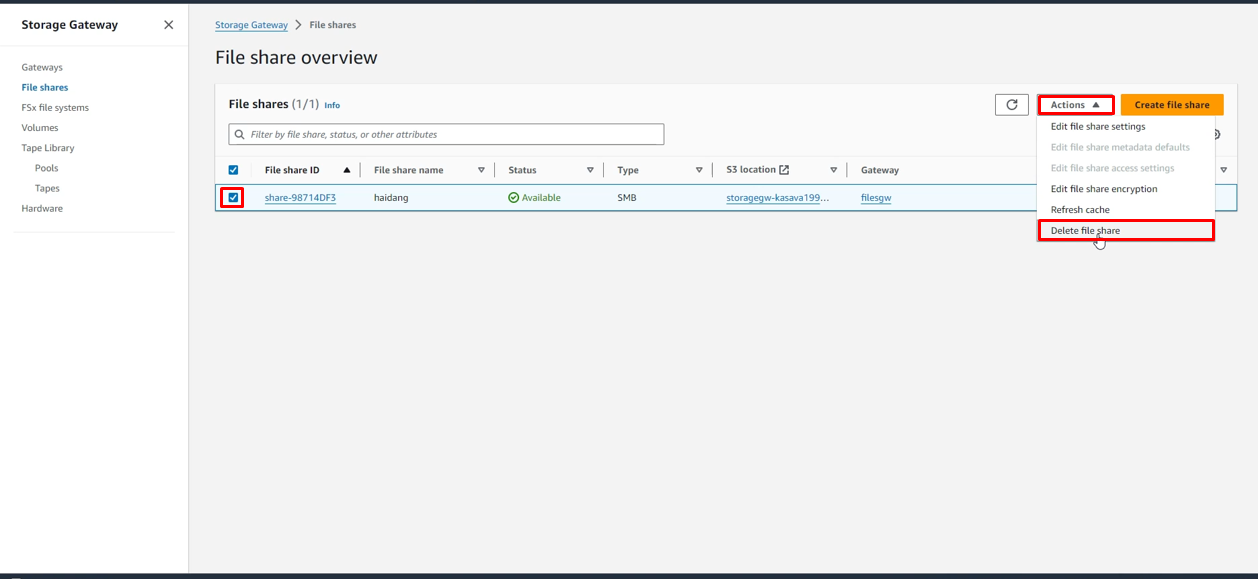 Storage Gateway
Gateways
File shares
FSx file systems
Volumes
Tape Library
Pools
Tapes
Hardware
Storage Gateway > File shares
File share overview
File shares (1/1) Info
Actions
Create file share
Filter by file share, status, or other attributes
Edit file share settings
Edit file share metadata defaults
Edit file share access settings
Edit file share encryption
Refresh cache
Delete file share
File share ID File share name Status Type S3 location Gateway
share-98714DF3 haidang Available SMB storagegw-kasava199... filesgw